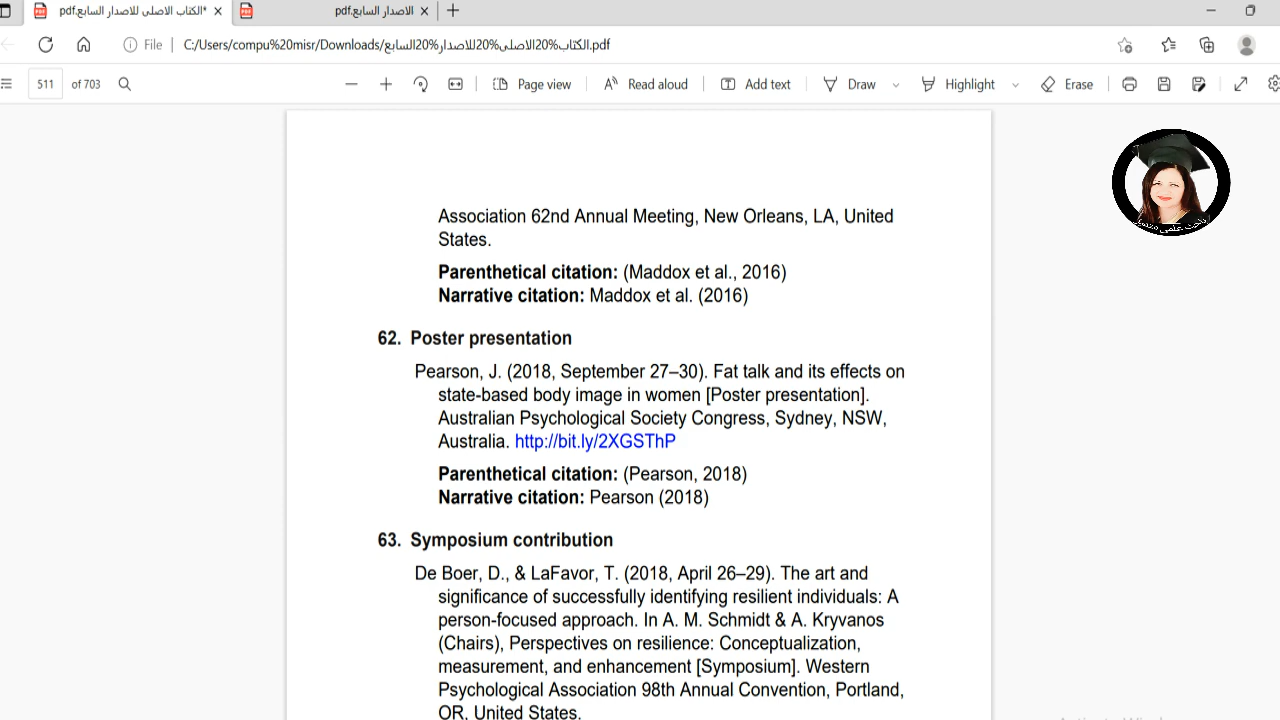 الكتاب الاصلى للاصدار السابع.pdf*
الاصدار السابع.pdf
File
C:/Users/compu%20misr/Downloads/الكتاب%20الاصلى%20للاصدار%20السابع.pdf
511 of 703
Page view
Read aloud
Add text
Draw
Highlight
Erase
Association 62nd Annual Meeting, New Orleans, LA, United
States.
Parenthetical citation: (Maddox et al., 2016)
Narrative citation: Maddox et al. (2016)
62. Poster presentation
Pearson, J. (2018, September 27–30). Fat talk and its effects on
state-based body image in women [Poster presentation].
Australian Psychological Society Congress, Sydney, NSW,
Australia. http://bit.ly/2XGSThP
Parenthetical citation: (Pearson, 2018)
Narrative citation: Pearson (2018)
63. Symposium contribution
De Boer, D., & LaFavor, T. (2018, April 26–29). The art and
significance of successfully identifying resilient individuals: A
person-focused approach. In A. M. Schmidt & A. Kryvanos
(Chairs), Perspectives on resilience: Conceptualization,
measurement, and enhancement [Symposium]. Western
Psychological Association 98th Annual Convention, Portland,
OR, United States.